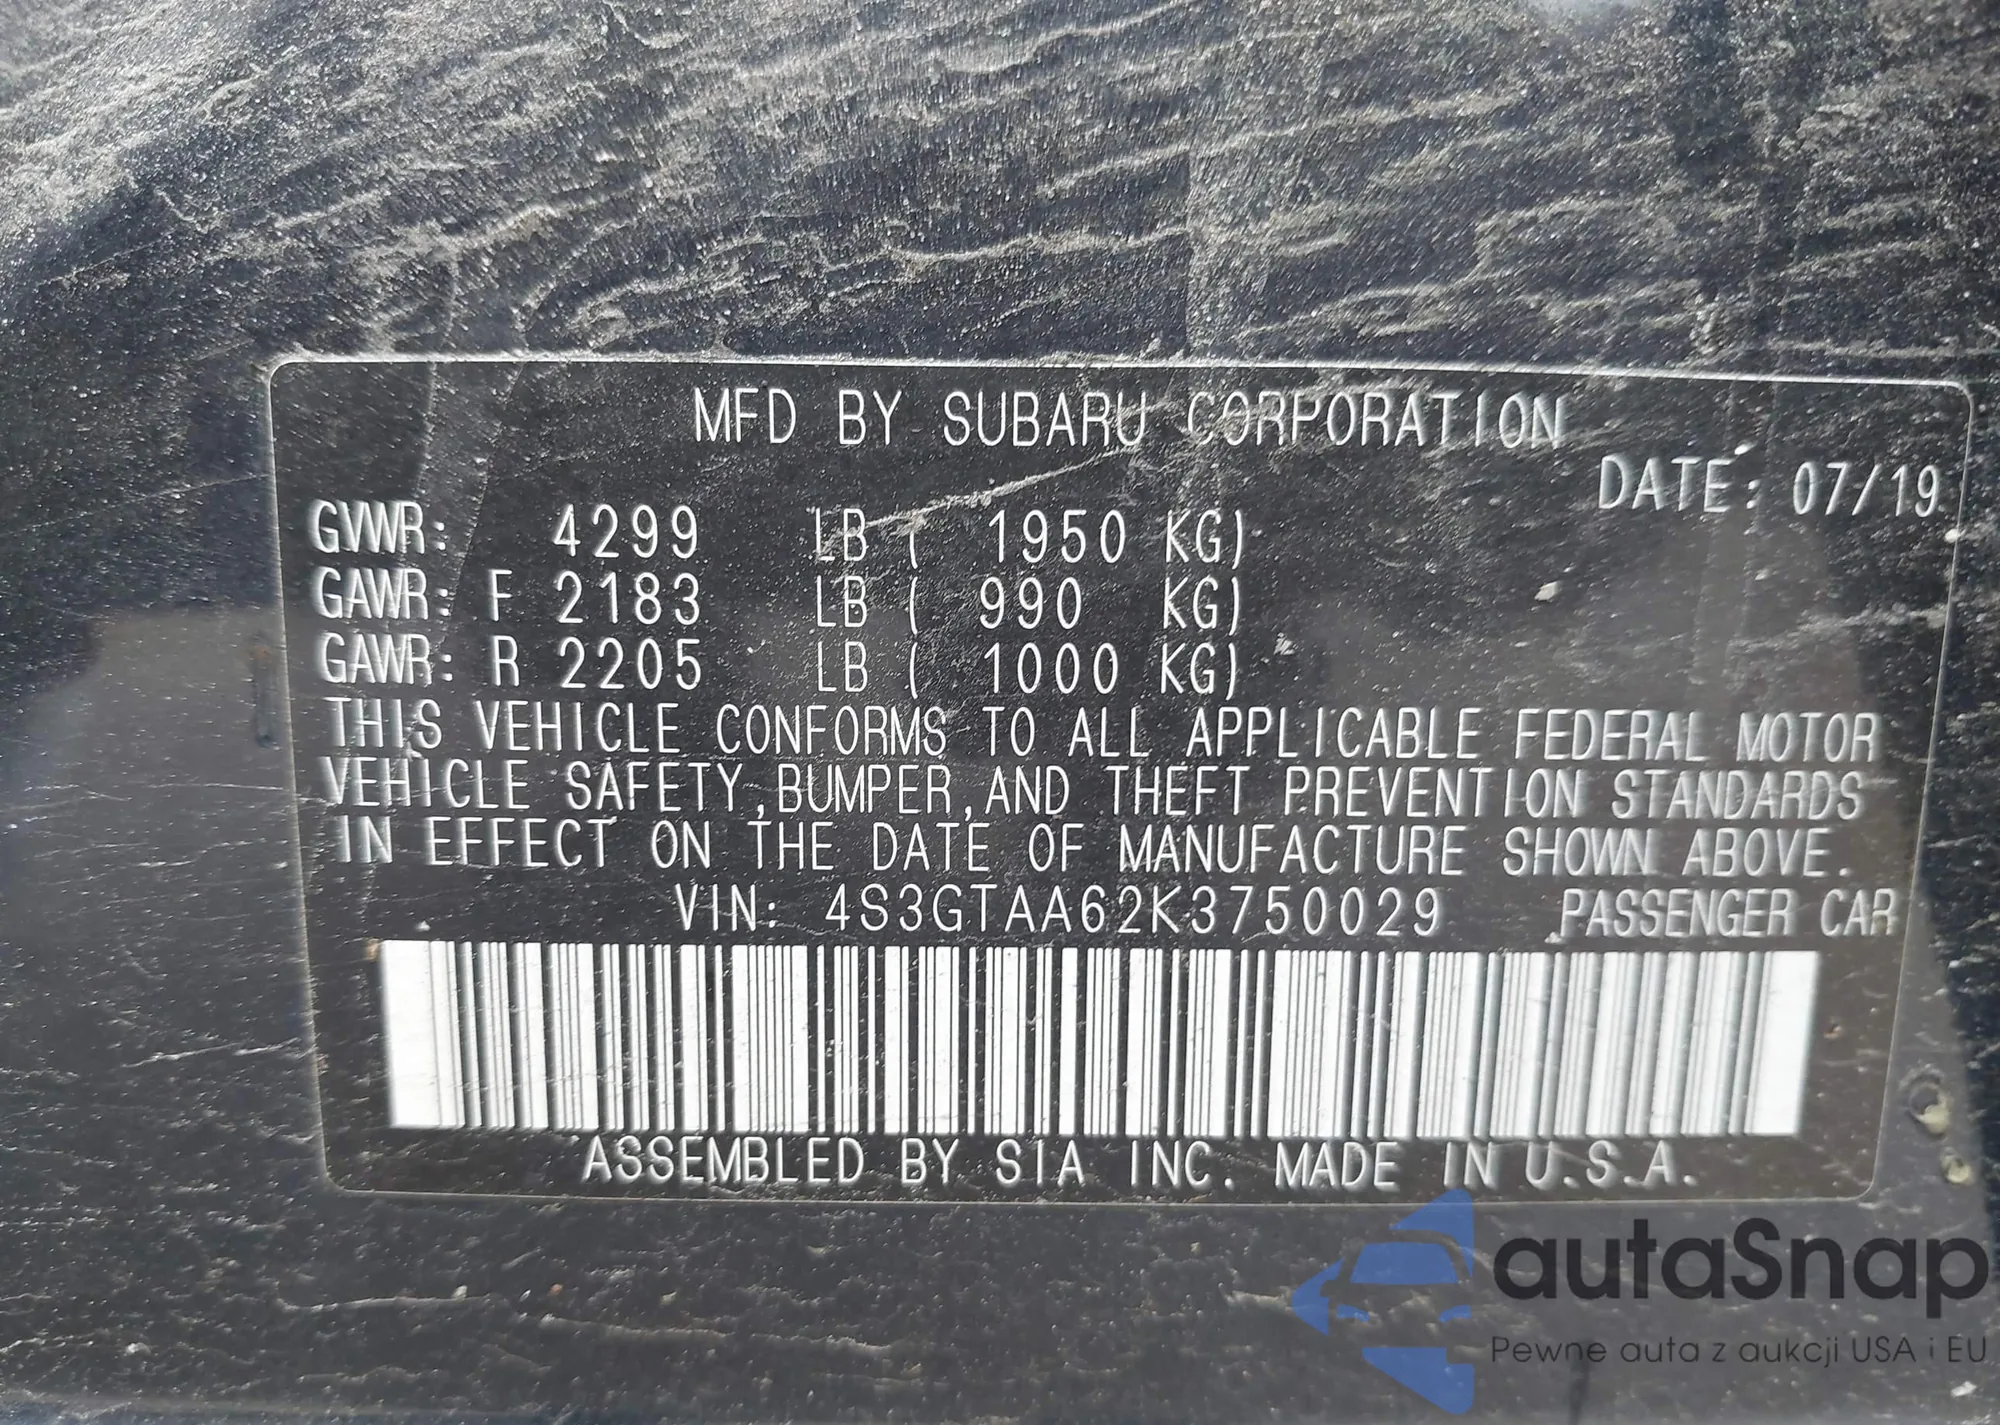 MFD BY SUBARU CORPORATION
DATE: 07/19
GVWR: 4299 LB ( 1950 KG)
GAWR: F 2183 LB ( 990 KG)
GAWR: R 2205 LB ( 1000 KG)
THIS VEHICLE CONFORMS TO ALL APPLICABLE FEDERAL MOTOR
VEHICLE SAFETY,BUMPER,AND THEFT PREVENTION STANDARDS
IN EFFECT ON THE DATE OF MANUFACTURE SHOWN ABOVE.
VIN: 4S3GTAA62K3750029 PASSENGER CAR
ASSEMBLED BY SIA INC. MADE IN U.S.A.
autaSnap
Pewne auta z aukcji USA i EU